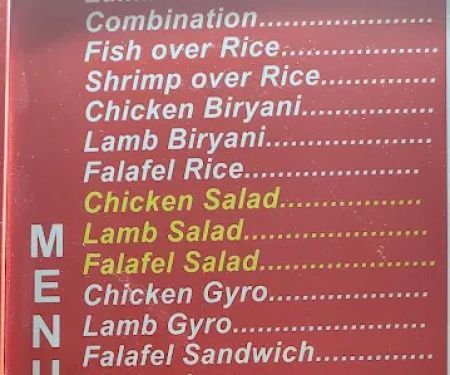 Combination....................
Fish over Rice....................
Shrimp over Rice..............
Chicken Biryani.................
Lamb Biryani.....................
Falafel Rice......................
Chicken Salad.................
Lamb Salad......................
Falafel Salad.....................
Chicken Gyro...................
Lamb Gyro.......................
Falafel Sandwich..............
MENU